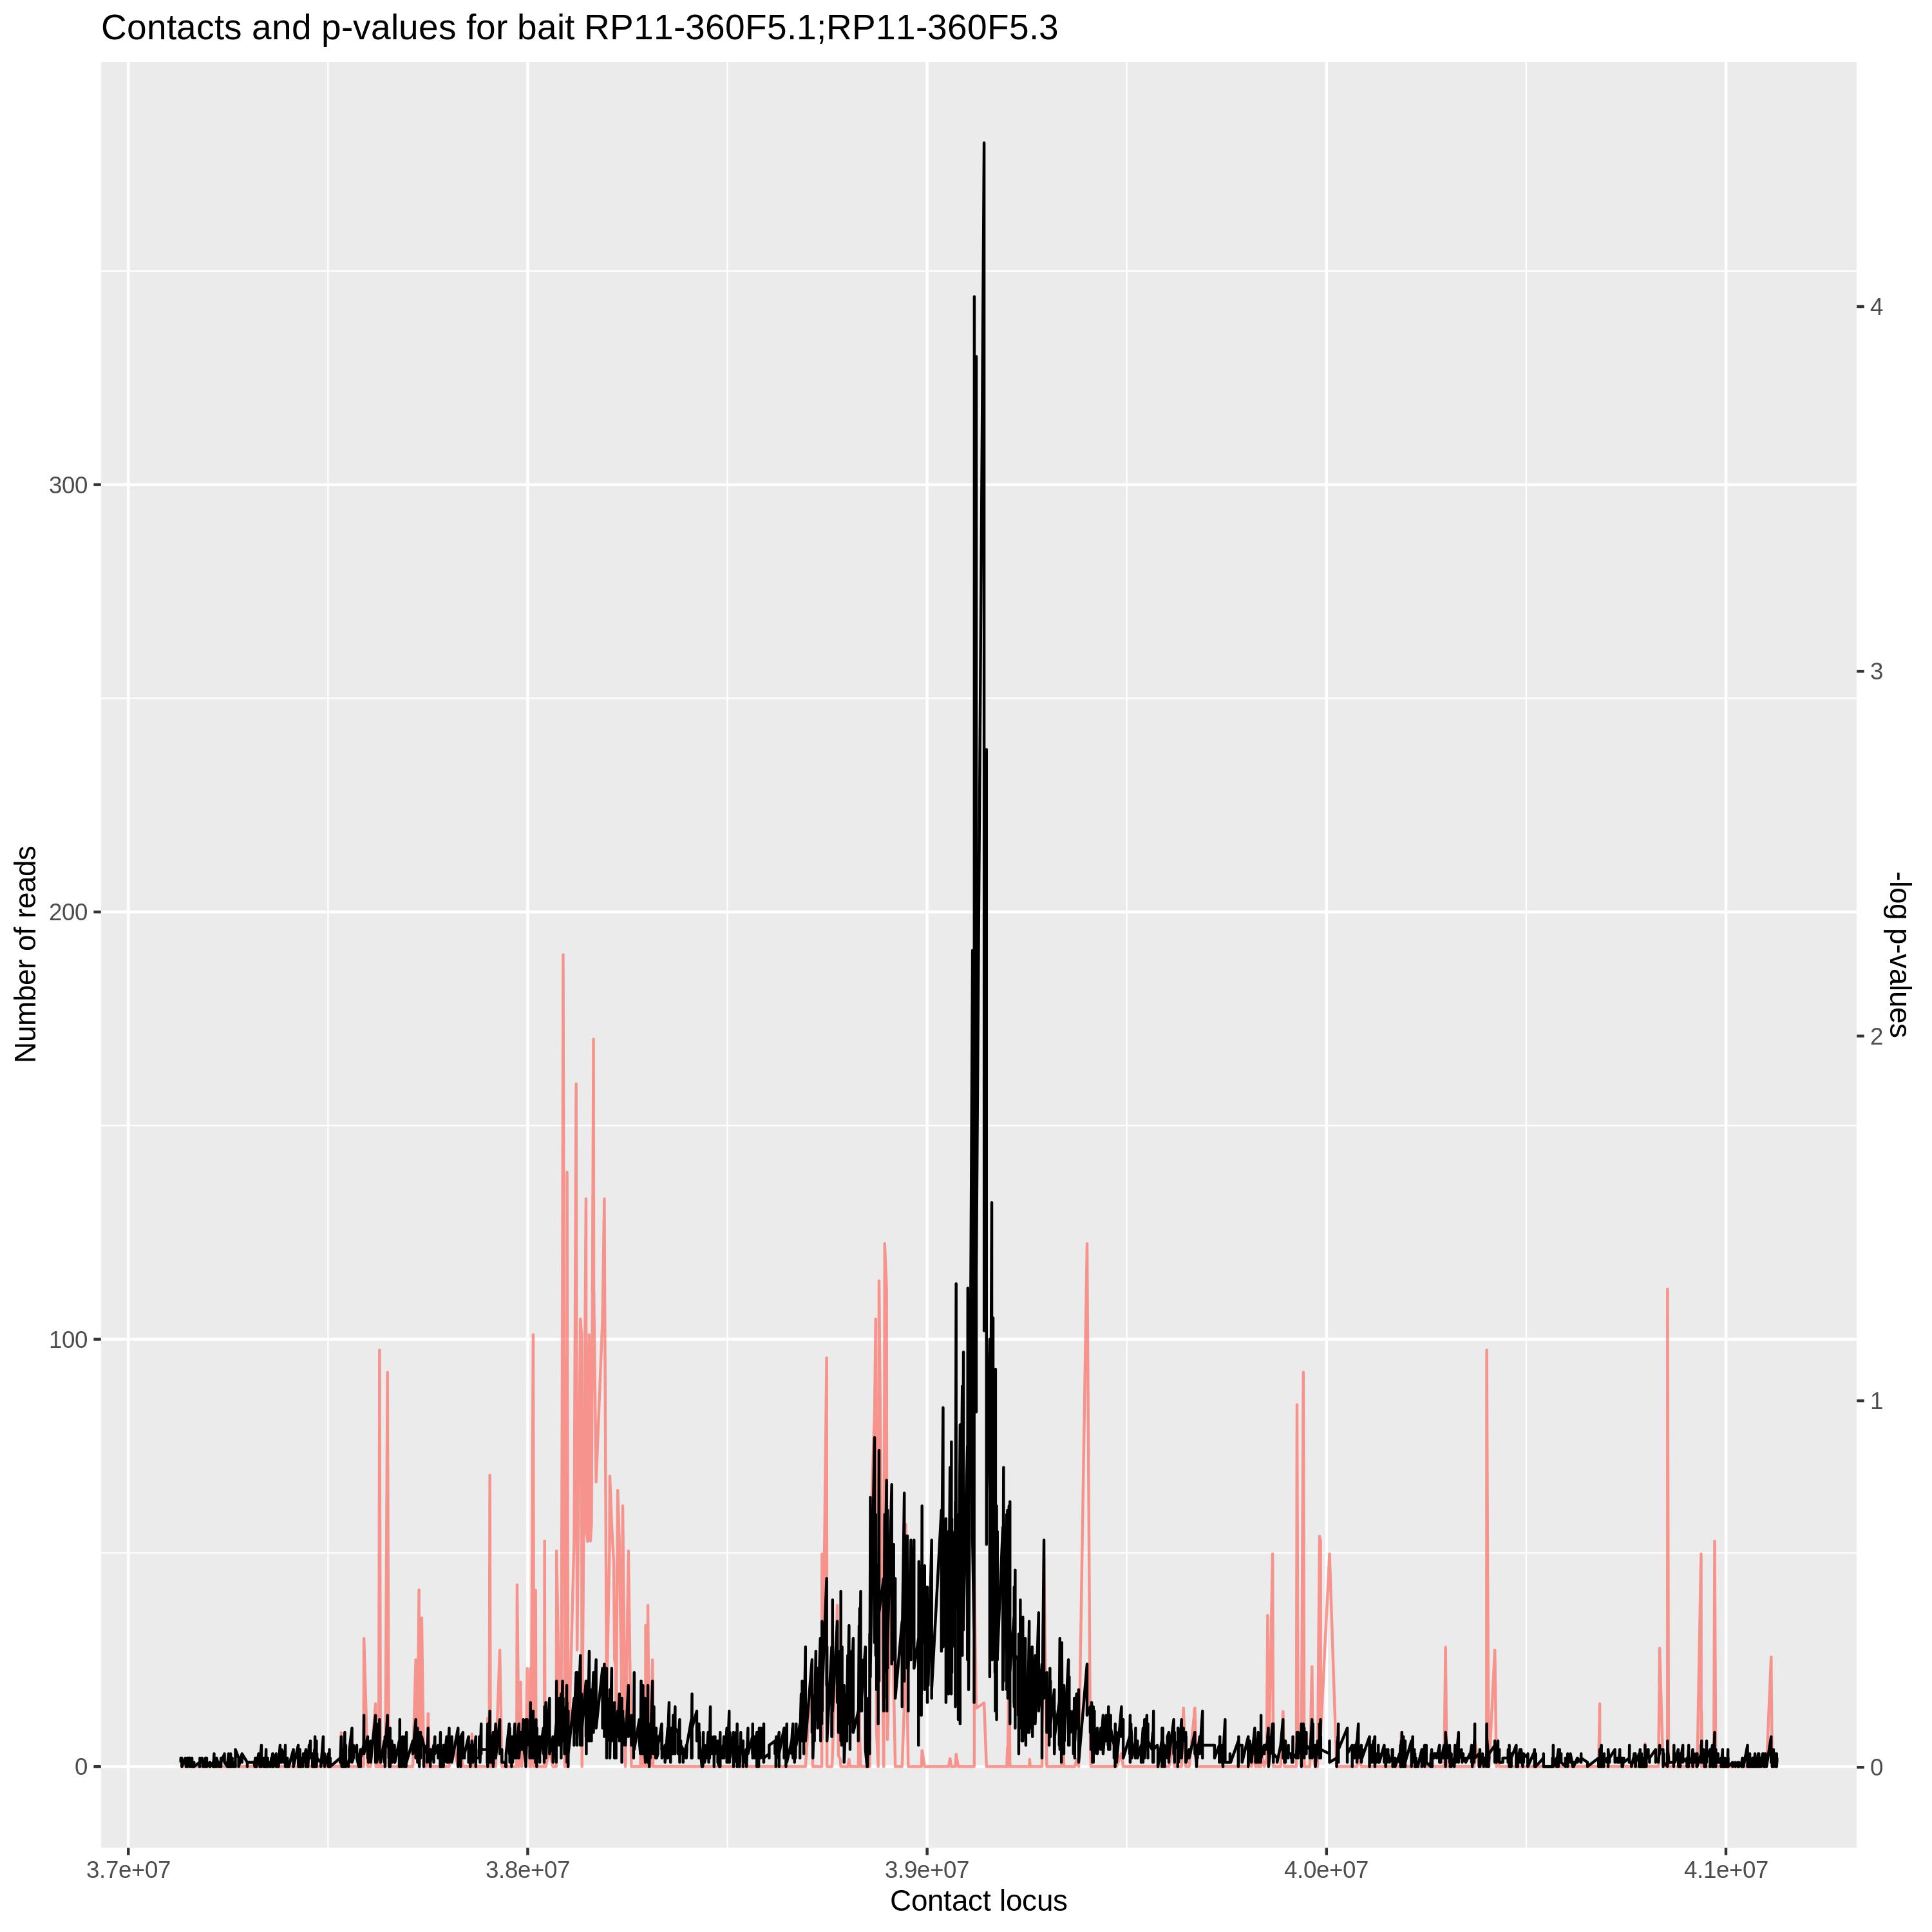 Contacts and p-values for bait RP11-360F5.1;RP11-360F5.3
Number of reads
300
200
100
0
4
3
2
1
0
-log p-values
3.7e+07 3.8e+07 3.9e+07 4.0e+07 4.1e+07
Contact locus